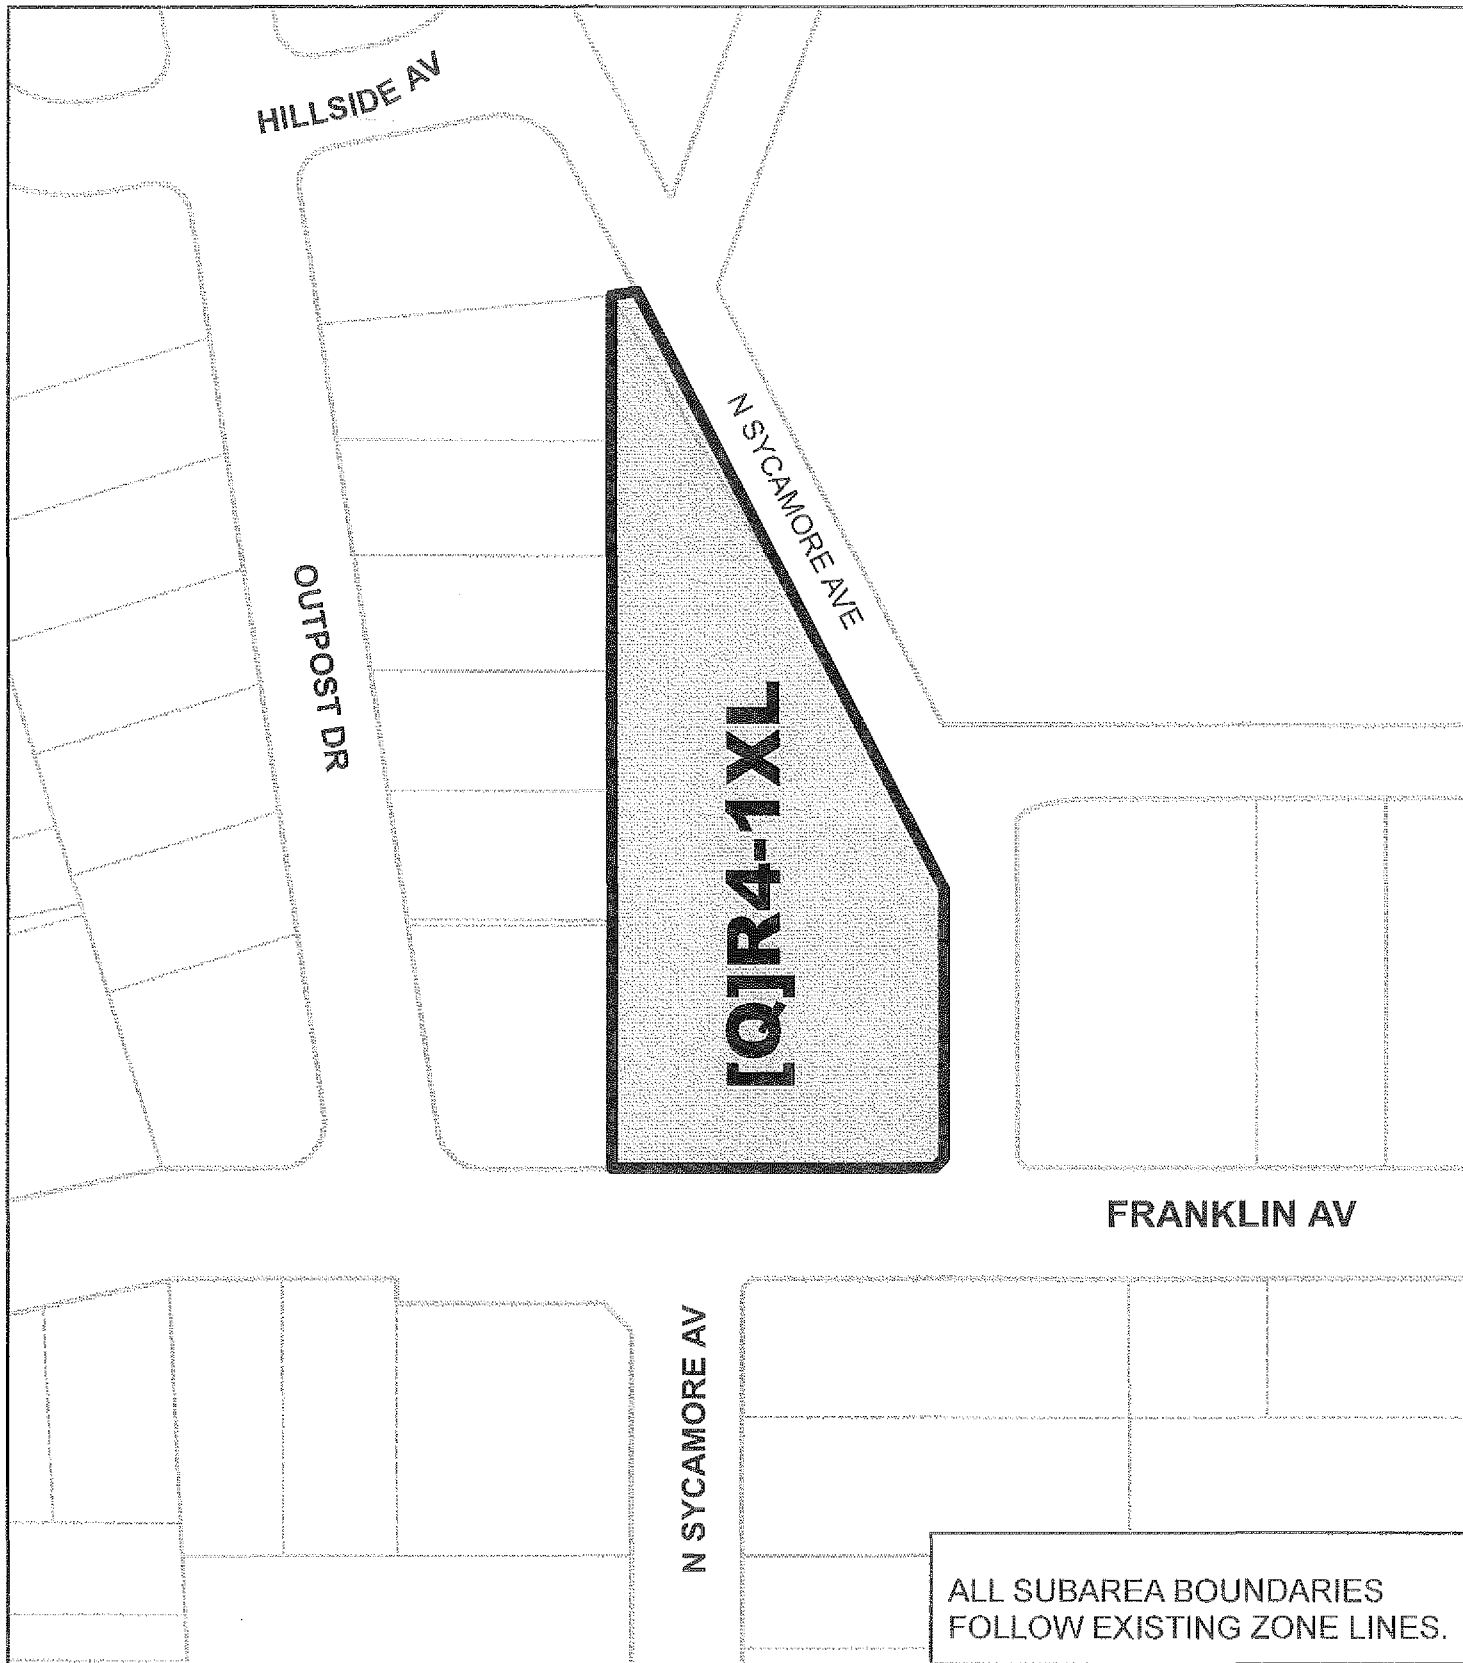 HILLSIDE AV
N SYCAMORE AVE
OUTPOST DR
[Q]R4-1XL
FRANKLIN AV
N SYCAMORE AV
ALL SUBAREA BOUNDARIES
FOLLOW EXISTING ZONE LINES.